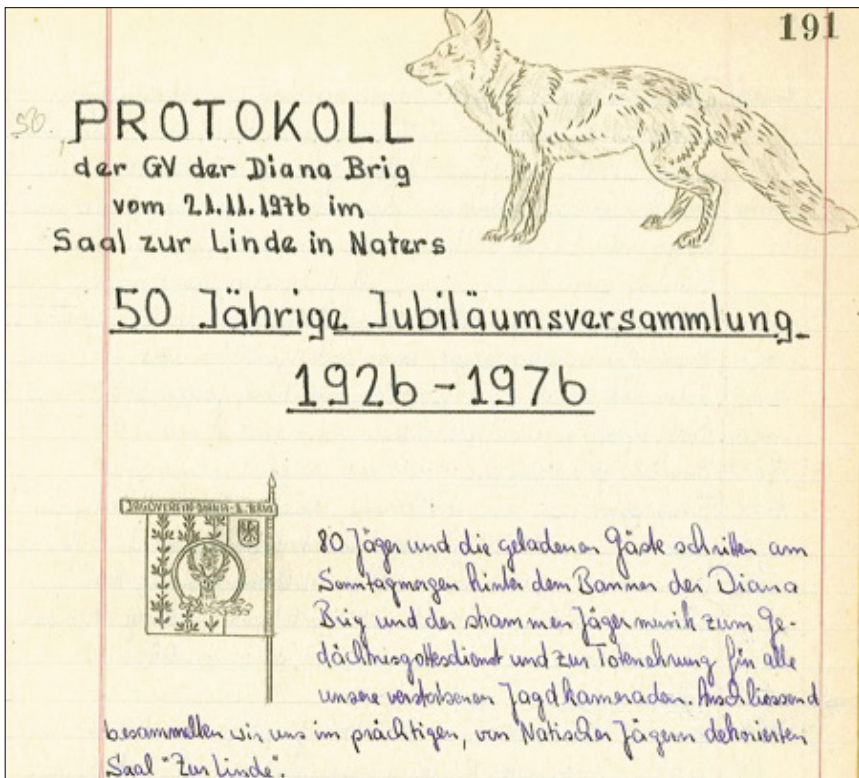 191
50.
PROTOKOLL
der GV der Diana Brig
vom 21.11.1976 im
Saal zur Linde in Naters
50 Jährige Jubiläumsversammlung
1926-1976
JAGDVEREIN DIANA
80 Jäger und die geladenen Gäste schritten am
Sonntagmorgen hinter dem Banner der Diana
Brig und der strammen Jägermusik zum Ge-
dächtnisgottesdienst und zur Totenehrung für alle
unsere verstorbenen Jagdkameraden. Anschliessend
besammelten wir uns im prächtigen, von Natischer Jägern dekorierten
Saal "Zur Linde".